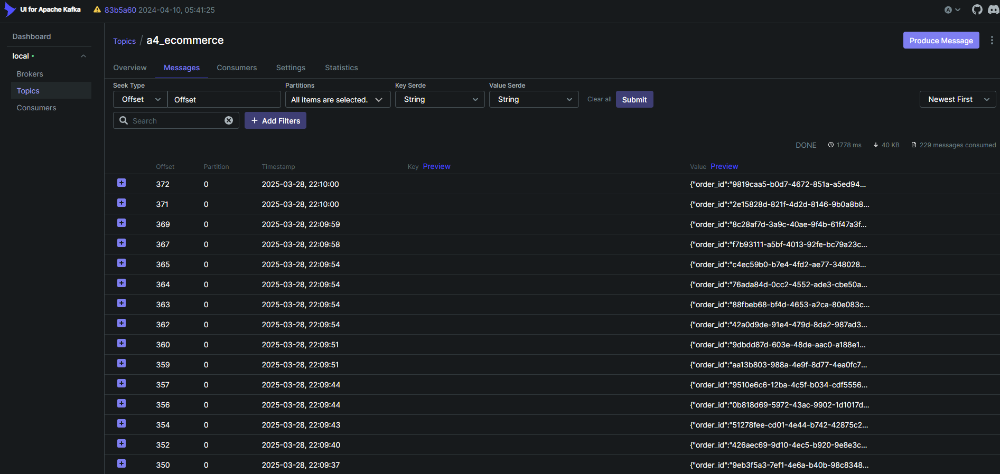 UI for Apache Kafka 83b5a60 2024-04-10, 05:41:25 A
Dashboard
local
Brokers
Topics
Consumers
Topics / a4_ecommerce
Produce Message
Overview Messages Consumers Settings Statistics
Seek Type Partitions Key Serde Value Serde
Offset Offset All items are selected. String String Clear all Submit Newest First
Search Add Filters
DONE 1778 ms 40 KB 229 messages consumed
Offset Partition Timestamp Key Preview Value Preview
372 0 2025-03-28, 22:10:00 {"order_id":"9819caa5-b0d7-4672-851a-a5ed94...
371 0 2025-03-28, 22:10:00 {"order_id":"2e15828d-821f-4d2d-8146-9b0a8b8...
369 0 2025-03-28, 22:09:59 {"order_id":"8c28af7d-3a9c-40ae-9f4b-61f47a3f...
367 0 2025-03-28, 22:09:58 {"order_id":"f7b93111-a5bf-4013-92fe-bc79a23c...
365 0 2025-03-28, 22:09:54 {"order_id":"c4ec59b0-b7e4-4fd2-ae77-348028...
364 0 2025-03-28, 22:09:54 {"order_id":"76ada84d-0cc2-4552-ade3-cbe50a...
363 0 2025-03-28, 22:09:54 {"order_id":"88fbeb68-bf4d-4653-a2ca-80e083c...
362 0 2025-03-28, 22:09:54 {"order_id":"42a0d9de-91e4-479d-8da2-987ad3...
360 0 2025-03-28, 22:09:51 {"order_id":"9dbdd87d-603e-48de-aac0-a188e1...
359 0 2025-03-28, 22:09:51 {"order_id":"aa13b803-988a-4e9f-8d77-4ea0fc7...
357 0 2025-03-28, 22:09:44 {"order_id":"9510e6c6-12ba-4c5f-b034-cdf5556...
356 0 2025-03-28, 22:09:44 {"order_id":"0b818d69-5972-43ac-9902-1d1017d...
354 0 2025-03-28, 22:09:43 {"order_id":"51278fee-cd01-4e44-b742-42875c2...
352 0 2025-03-28, 22:09:40 {"order_id":"426aec69-9d10-4ec5-b920-9e8e3c...
350 0 2025-03-28, 22:09:37 {"order_id":"9eb3f5a3-7ef1-4e6a-b40b-98c8348...